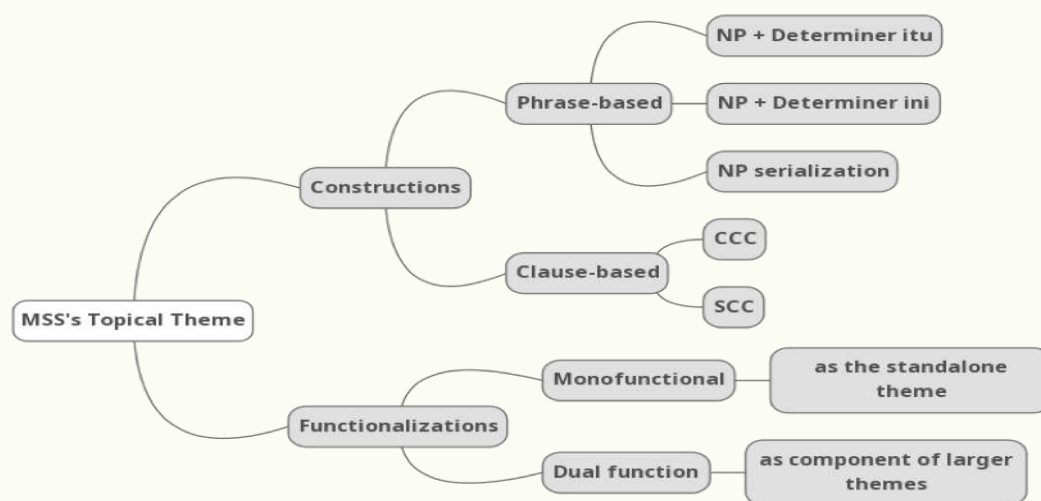 NP + Determiner itu
Phrase-based
NP + Determiner ini
NP serialization
Constructions
CCC
Clause-based
SCC
MSS's Topical Theme
Monofunctional
as the standalone
theme
Functionalizations
Dual function
as component of larger
themes